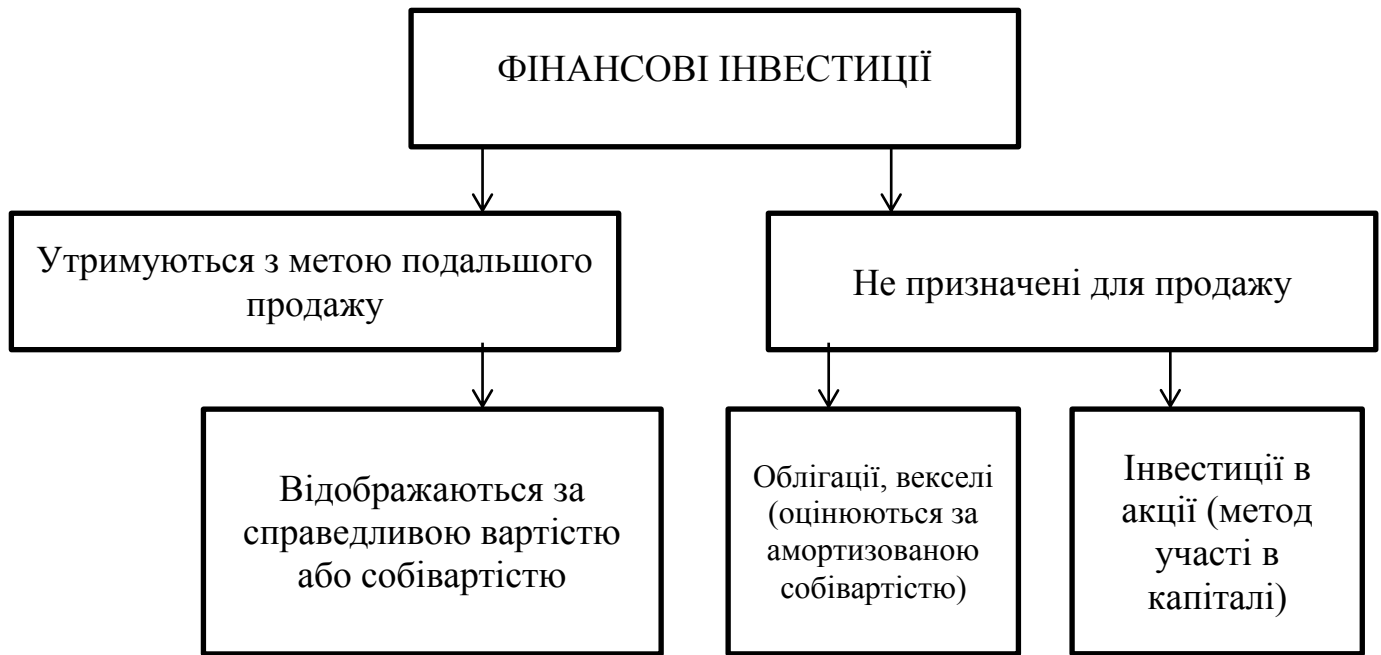 ФІНАНСОВІ ІНВЕСТИЦІЇ
Утримуються з метою подальшого
продажу
Не призначені для продажу
Відображаються за
справедливою вартістю
або собівартістю
Облігації, векселі
(оцінюються за
амортизованою
собівартістю)
Інвестиції в
акції (метод
участі в
капіталі)